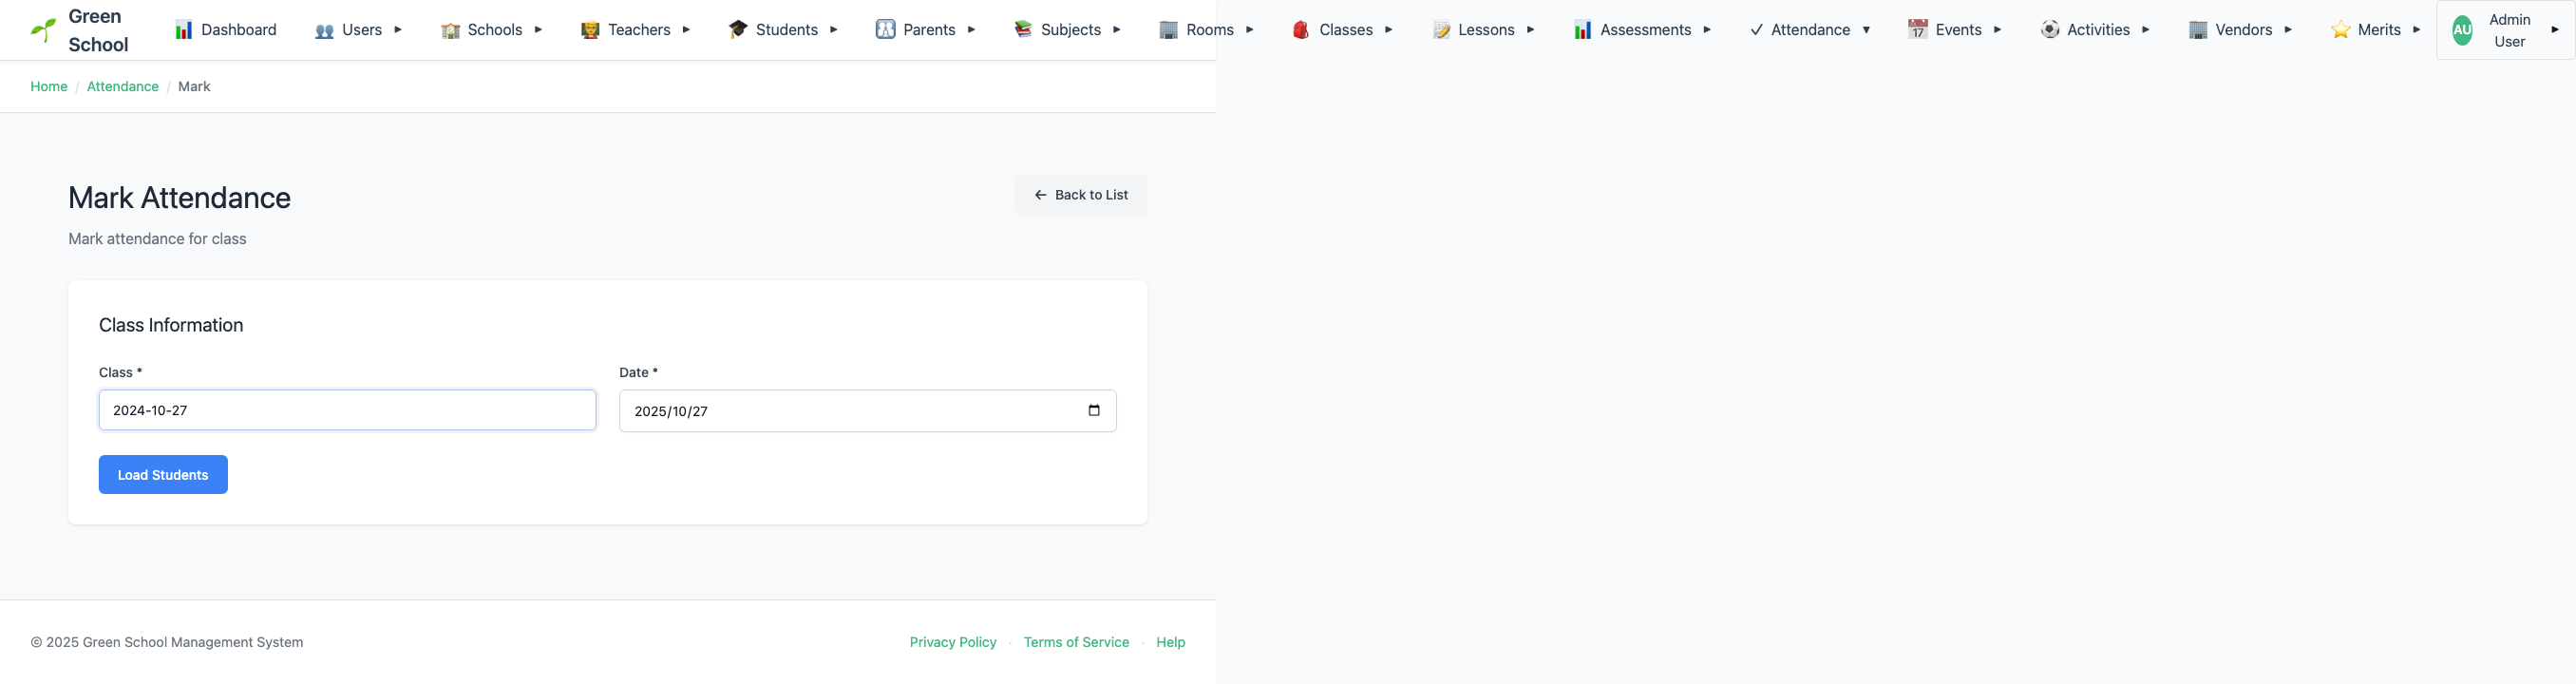 Green School
Dashboard
Users
Schools
Teachers
Students
Parents
Subjects
Rooms
Classes
Lessons
Assessments
Attendance
Events
Activities
Vendors
Merits
AU
Admin User
Home / Attendance / Mark
Mark Attendance
← Back to List
Mark attendance for class
Class Information
Class *
Date *
2024-10-27
2025/10/27
Load Students
© 2025 Green School Management System
Privacy Policy · Terms of Service · Help